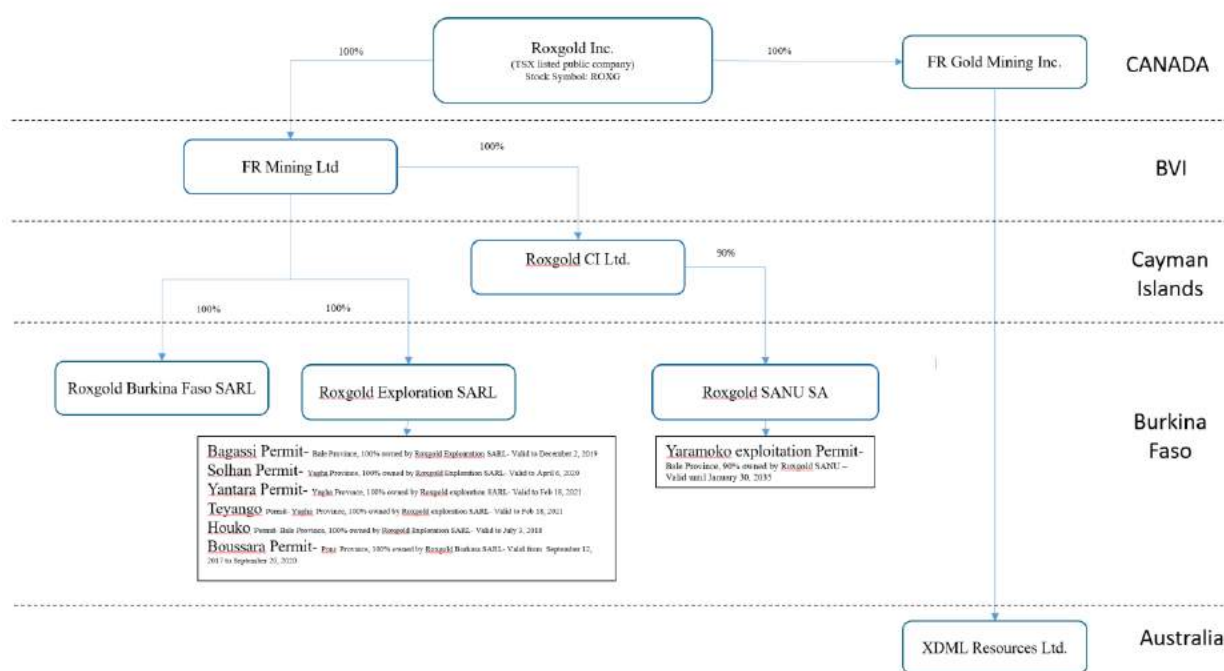 100%
Roxgold Inc.
(TSX listed public company)
Stock Symbol: ROXG
100%
FR Gold Mining Inc.
CANADA
FR Mining Ltd
100%
BVI
Roxgold CI Ltd.
90%
Cayman
Islands
100%
100%
Roxgold Burkina Faso SARL
Roxgold Exploration SARL
Roxgold SANU SA
Burkina
Faso
Bagassi Permit- Bale Province, 100% owned by Roxgold Exploration SARL- Valid to December 2, 2019
Solhan Permit- Yagha Province, 100% owned by Roxgold Exploration SARL- Valid to April 6, 2020
Yantara Permit- Yagha Province, 100% owned by Roxgold exploration SARL- Valid to Feb 18, 2021
Teyango Permit- Yagha Province, 100% owned by Roxgold exploration SARL- Valid to Feb 18, 2021
Houko Permit- Bale Province, 100% owned by Roxgold Exploration SARL- Valid to July 3, 2018
Boussara Permit- Province, 100% owned by Roxgold Burkina SARL- Valid from September 12,
2017 to September 20, 2020
Yaramoko exploitation Permit-
Bale Province, 90% owned by Roxgold SANU –
Valid until January 30, 2035
XDML Resources Ltd.
Australia